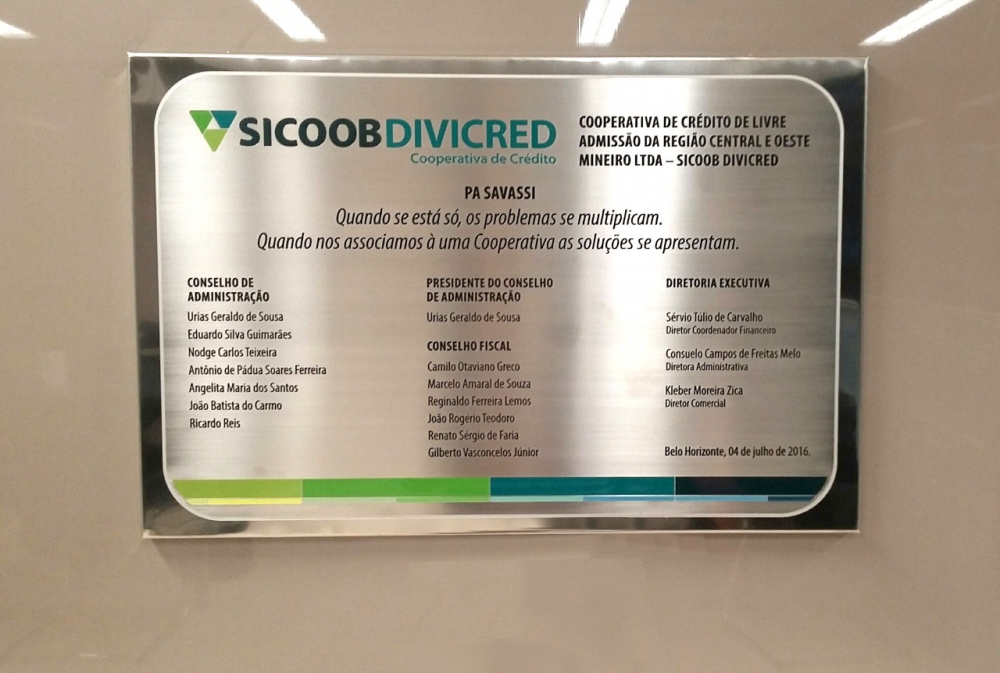 SICOOB DIVICRED
Cooperativa de Crédito
COOPERATIVA DE CRÉDITO DE LIVRE
ADMISSÃO DA REGIÃO CENTRAL E OESTE
MINEIRO LTDA – SICOOB DIVICRED
PA SAVASSI
Quando se está só, os problemas se multiplicam.
Quando nos associamos à uma Cooperativa as soluções se apresentam.
CONSELHO DE
ADMINISTRAÇÃO
Urias Geraldo de Sousa
Eduardo Silva Guimarães
Nodge Carlos Teixeira
Antônio de Pádua Soares Ferreira
Angelita Maria dos Santos
João Batista do Carmo
Ricardo Reis
PRESIDENTE DO CONSELHO
DE ADMINISTRAÇÃO
Urias Geraldo de Sousa
CONSELHO FISCAL
Camilo Otaviano Greco
Marcelo Amaral de Souza
Reginaldo Ferreira Lemos
João Rogério Teodoro
Renato Sérgio de Faria
Gilberto Vasconcelos Júnior
DIRETORIA EXECUTIVA
Sérvio Túlio de Carvalho
Diretor Coordenador Financeiro
Consuelo Campos de Freitas Melo
Diretora Administrativa
Kleber Moreira Zica
Diretor Comercial
Belo Horizonte, 04 de julho de 2016.